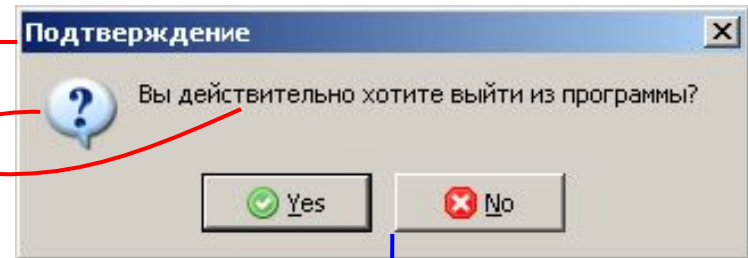 Подтверждение
Вы действительно хотите выйти из программы?
Yes No